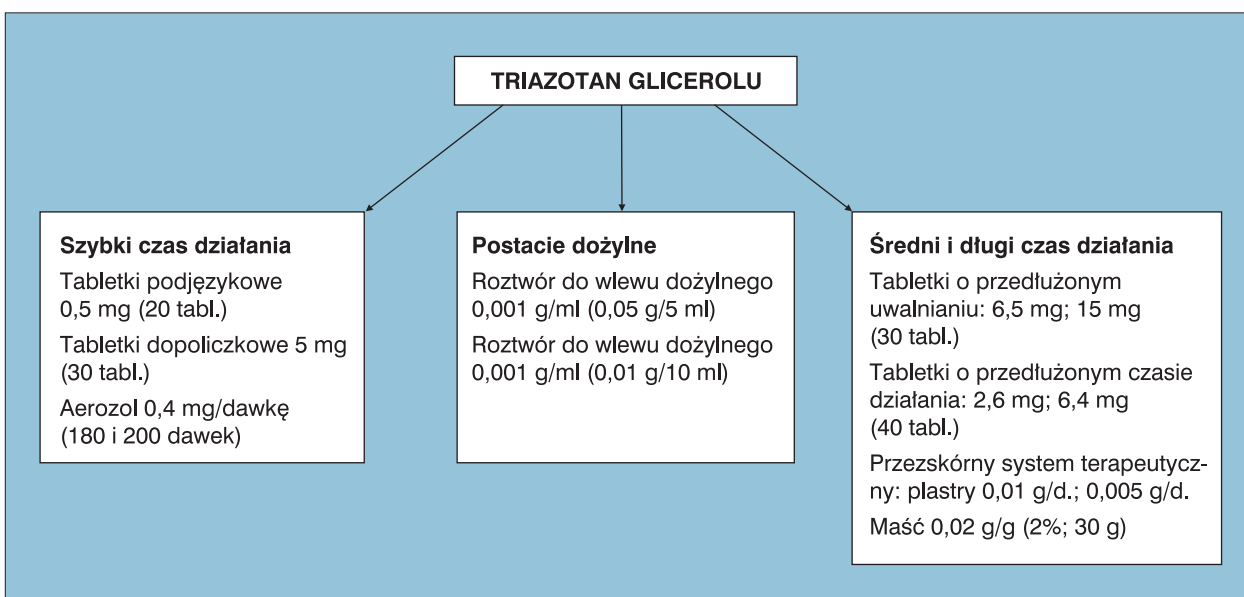 TRIAZOTAN GLICEROLU
Szybki czas działania
Tabletki podjęzykowe
0,5 mg (20 tabl.)
Tabletki dopoliczkowe 5 mg
(30 tabl.)
Aerozol 0,4 mg/dawkę
(180 i 200 dawek)
Postacie dożylne
Roztwór do wlewu dożylnego
0,001 g/ml (0,05 g/5 ml)
Roztwór do wlewu dożylnego
0,001 g/ml (0,01 g/10 ml)
Średni i długi czas działania
Tabletki o przedłużonym
uwalnianiu: 6,5 mg; 15 mg
(30 tabl.)
Tabletki o przedłużonym czasie
działania: 2,6 mg; 6,4 mg
(40 tabl.)
Przezskórny system terapeutycz-
ny: plastry 0,01 g/d.; 0,005 g/d.
Maść 0,02 g/g (2%; 30 g)